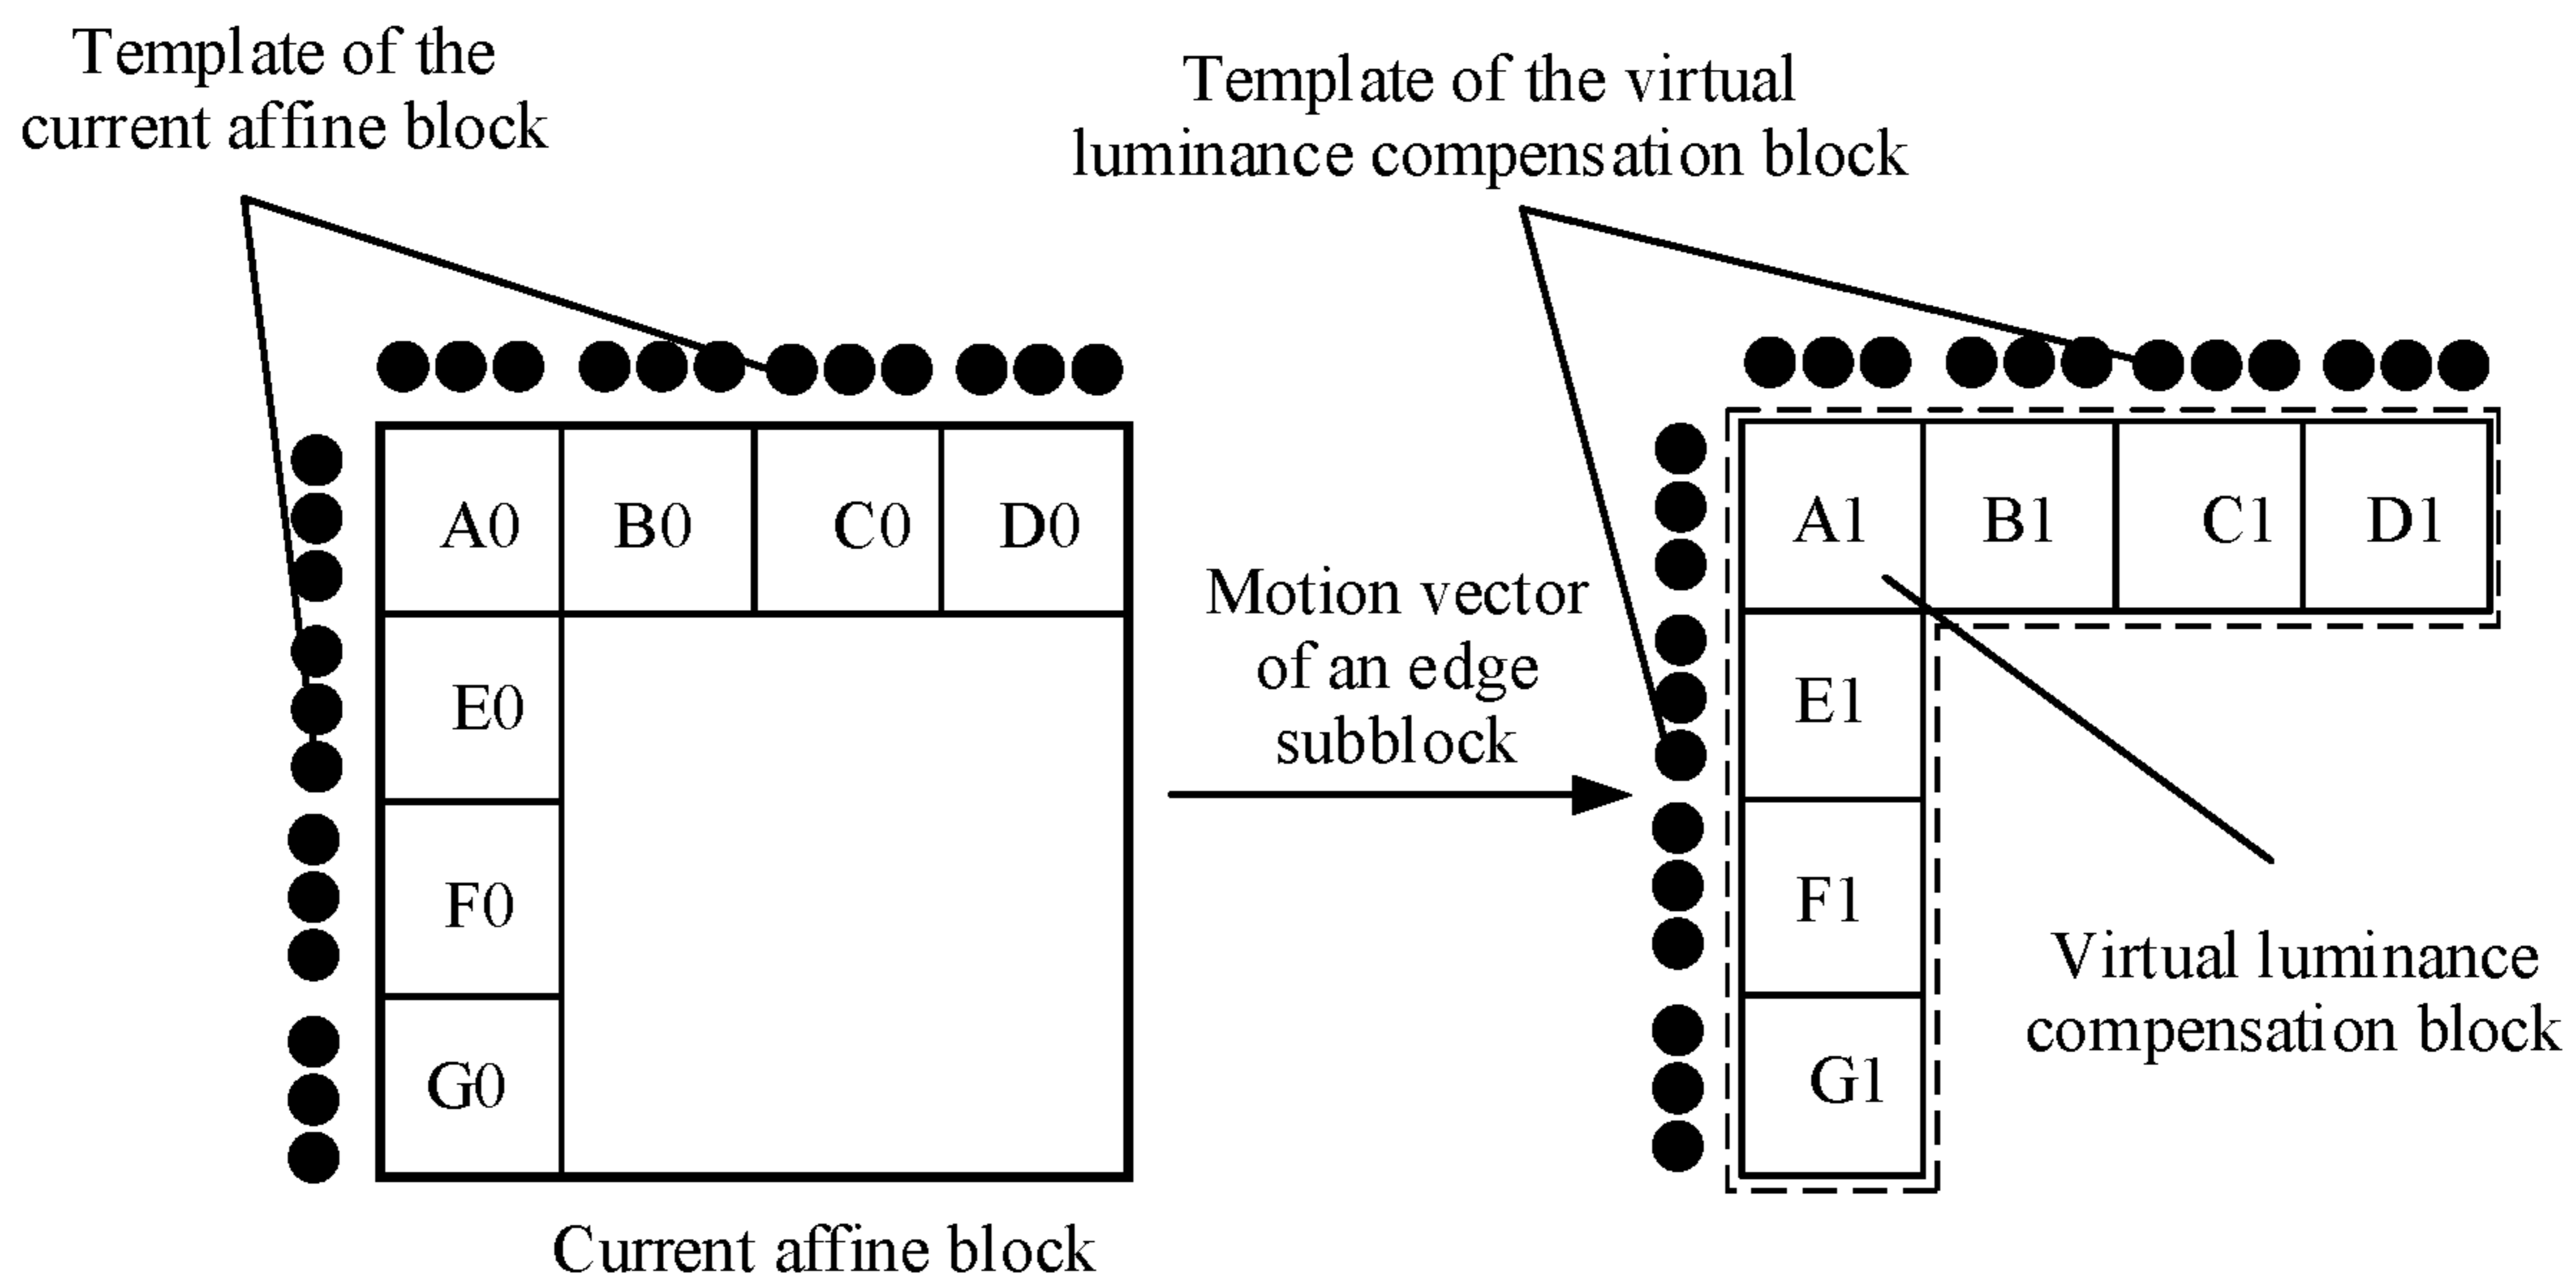 Template of the
current affine block
Template of the virtual
luminance compensation block
A0 B0 C0 D0
E0
F0
G0
Current affine block
Motion vector
of an edge
subblock
A1 B1 C1 D1
E1
F1
G1
Virtual luminance
compensation block